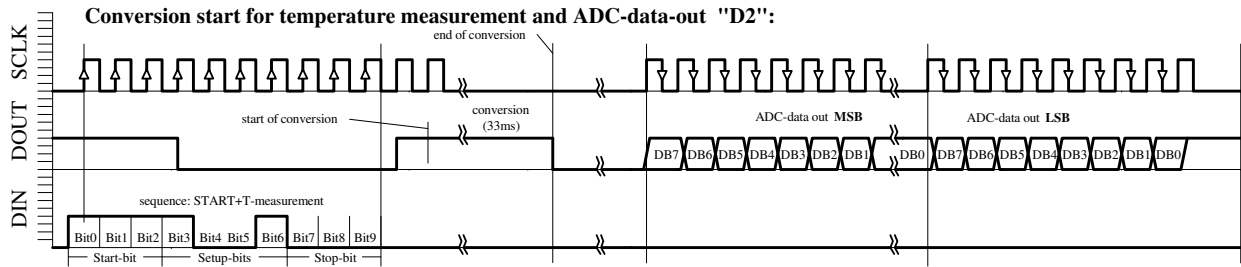 Conversion start for temperature measurement and ADC-data-out "D2":
end of conversion
SCLK
start of conversion
conversion
(33ms)
ADC-data out MSB
ADC-data out LSB
DOUT
DB7 DB6 DB5 DB4 DB3 DB2 DB1 DB0 DB7 DB6 DB5 DB4 DB3 DB2 DB1 DB0
DIN
sequence: START+T-measurement
Bit0 Bit1 Bit2 Bit3 Bit4 Bit5 Bit6 Bit7 Bit8 Bit9
Start-bit Setup-bits Stop-bit